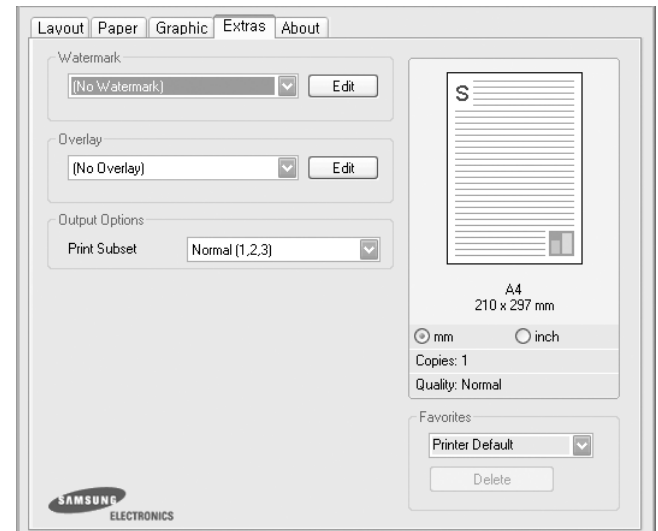 Layout Paper Graphic Extras About
Watermark
(No Watermark) Edit
Overlay
(No Overlay) Edit
Output Options
Print Subset Normal (1,2,3)
S
A4
210 x 297 mm
mm inch
Copies: 1
Quality: Normal
Favorites
Printer Default
Delete
SAMSUNG
ELECTRONICS